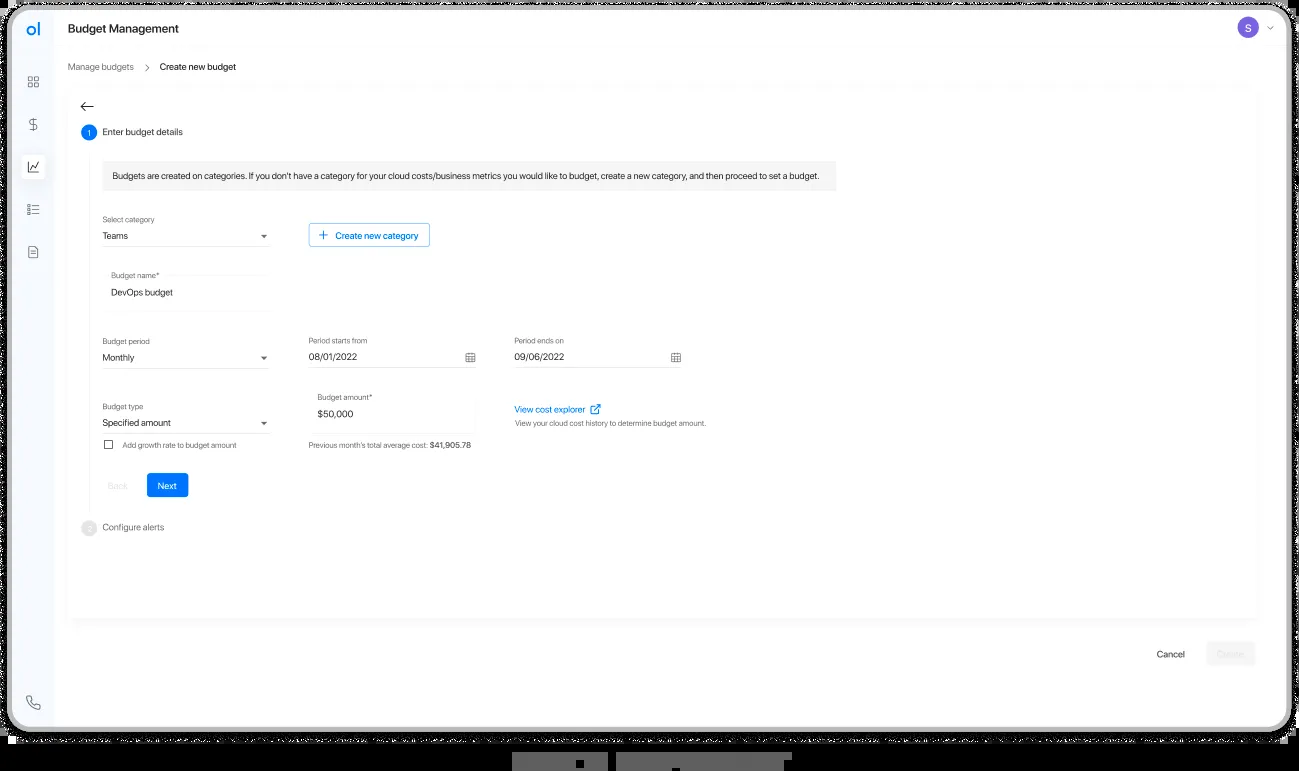 ol
Budget Management
S
Manage budgets > Create new budget
1 Enter budget details
Budgets are created on categories. If you don't have a category for your cloud costs/business metrics you would like to budget, create a new category, and then proceed to set a budget.
Select category
Teams
+ Create new category
Budget name*
DevOps budget
Budget period
Monthly
Period starts from
08/01/2022
Period ends on
09/06/2022
Budget type
Specified amount
Add growth rate to budget amount
Budget amount*
$50,000
Previous month's total average cost: $41,905.78
View cost explorer
View your cloud cost history to determine budget amount.
Back
Next
2 Configure alerts
Cancel
Create